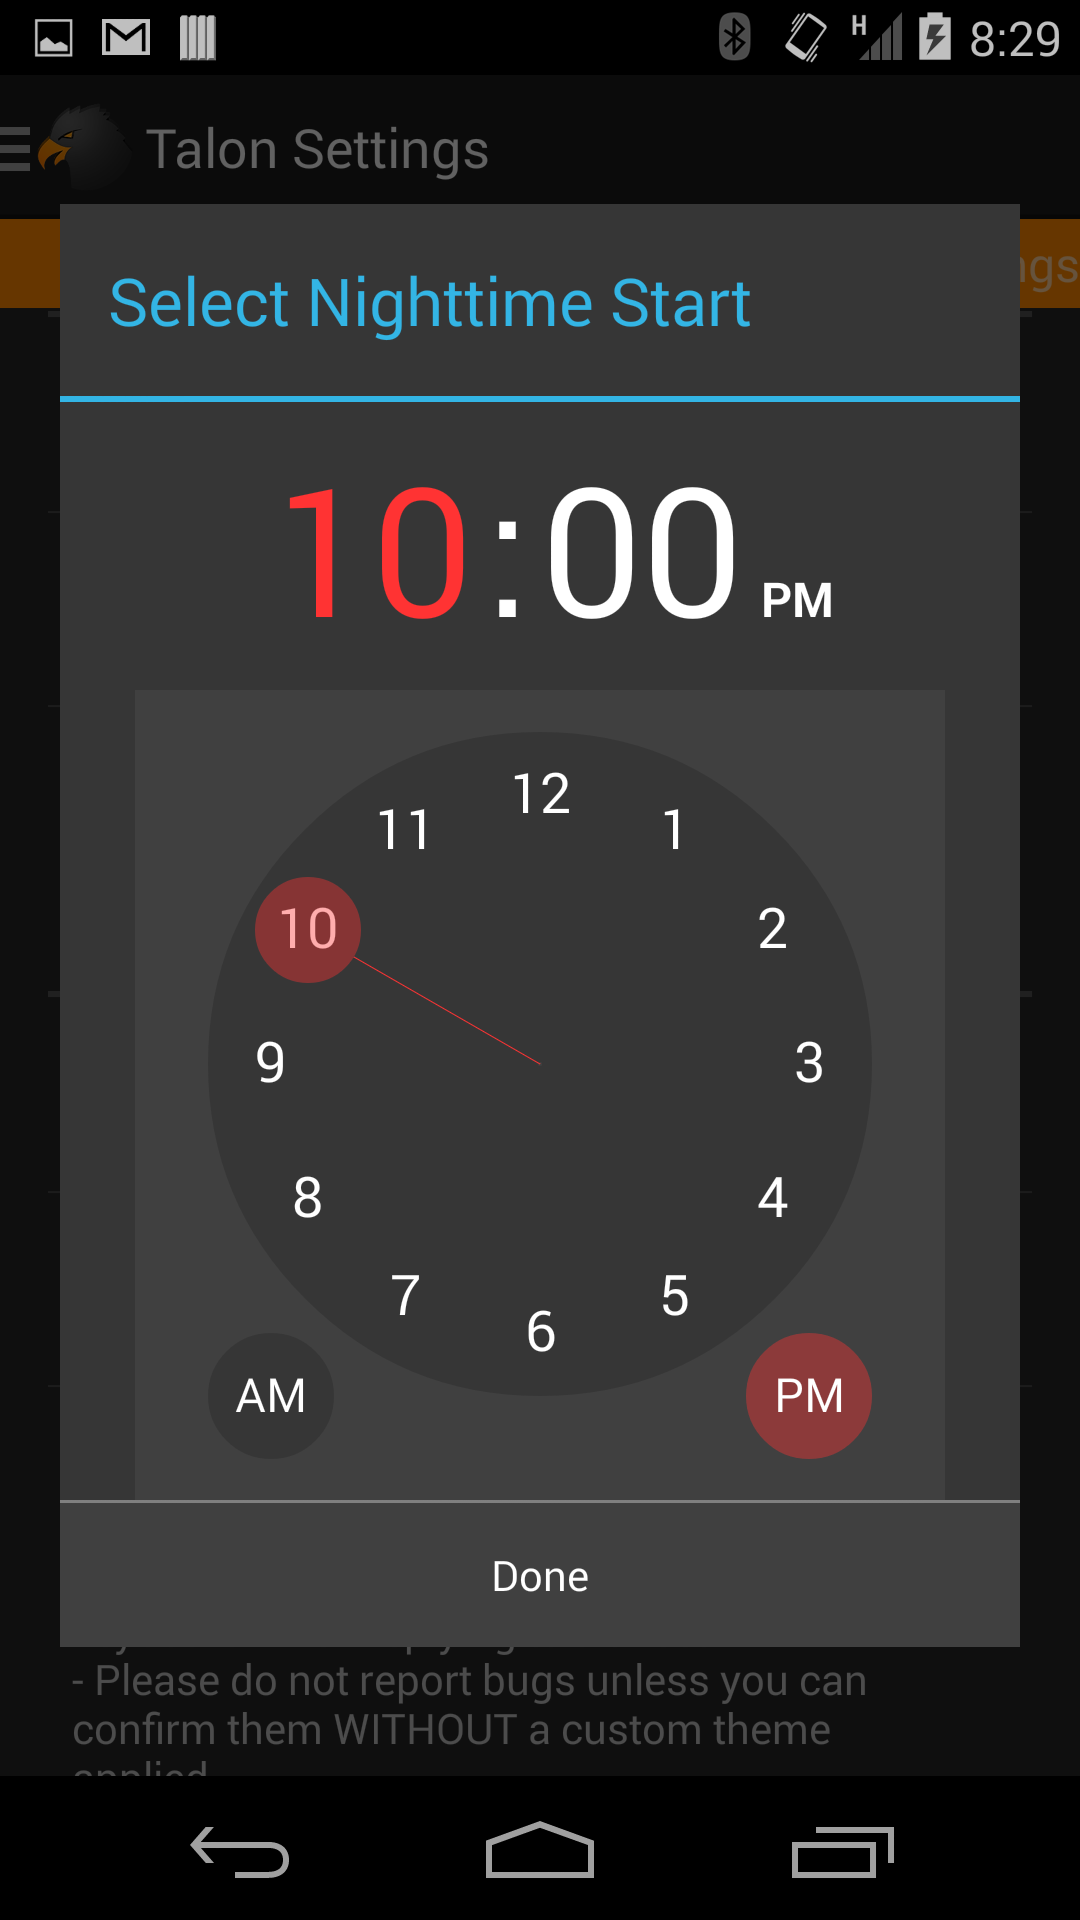 H 8:29
Talon Settings
ngs
Select Nighttime Start
10:00 PM
12
11 1
10 2
9 3
8 4
7 5
6
AM PM
Done
- Please do not report bugs unless you can
confirm them WITHOUT a custom theme
applied